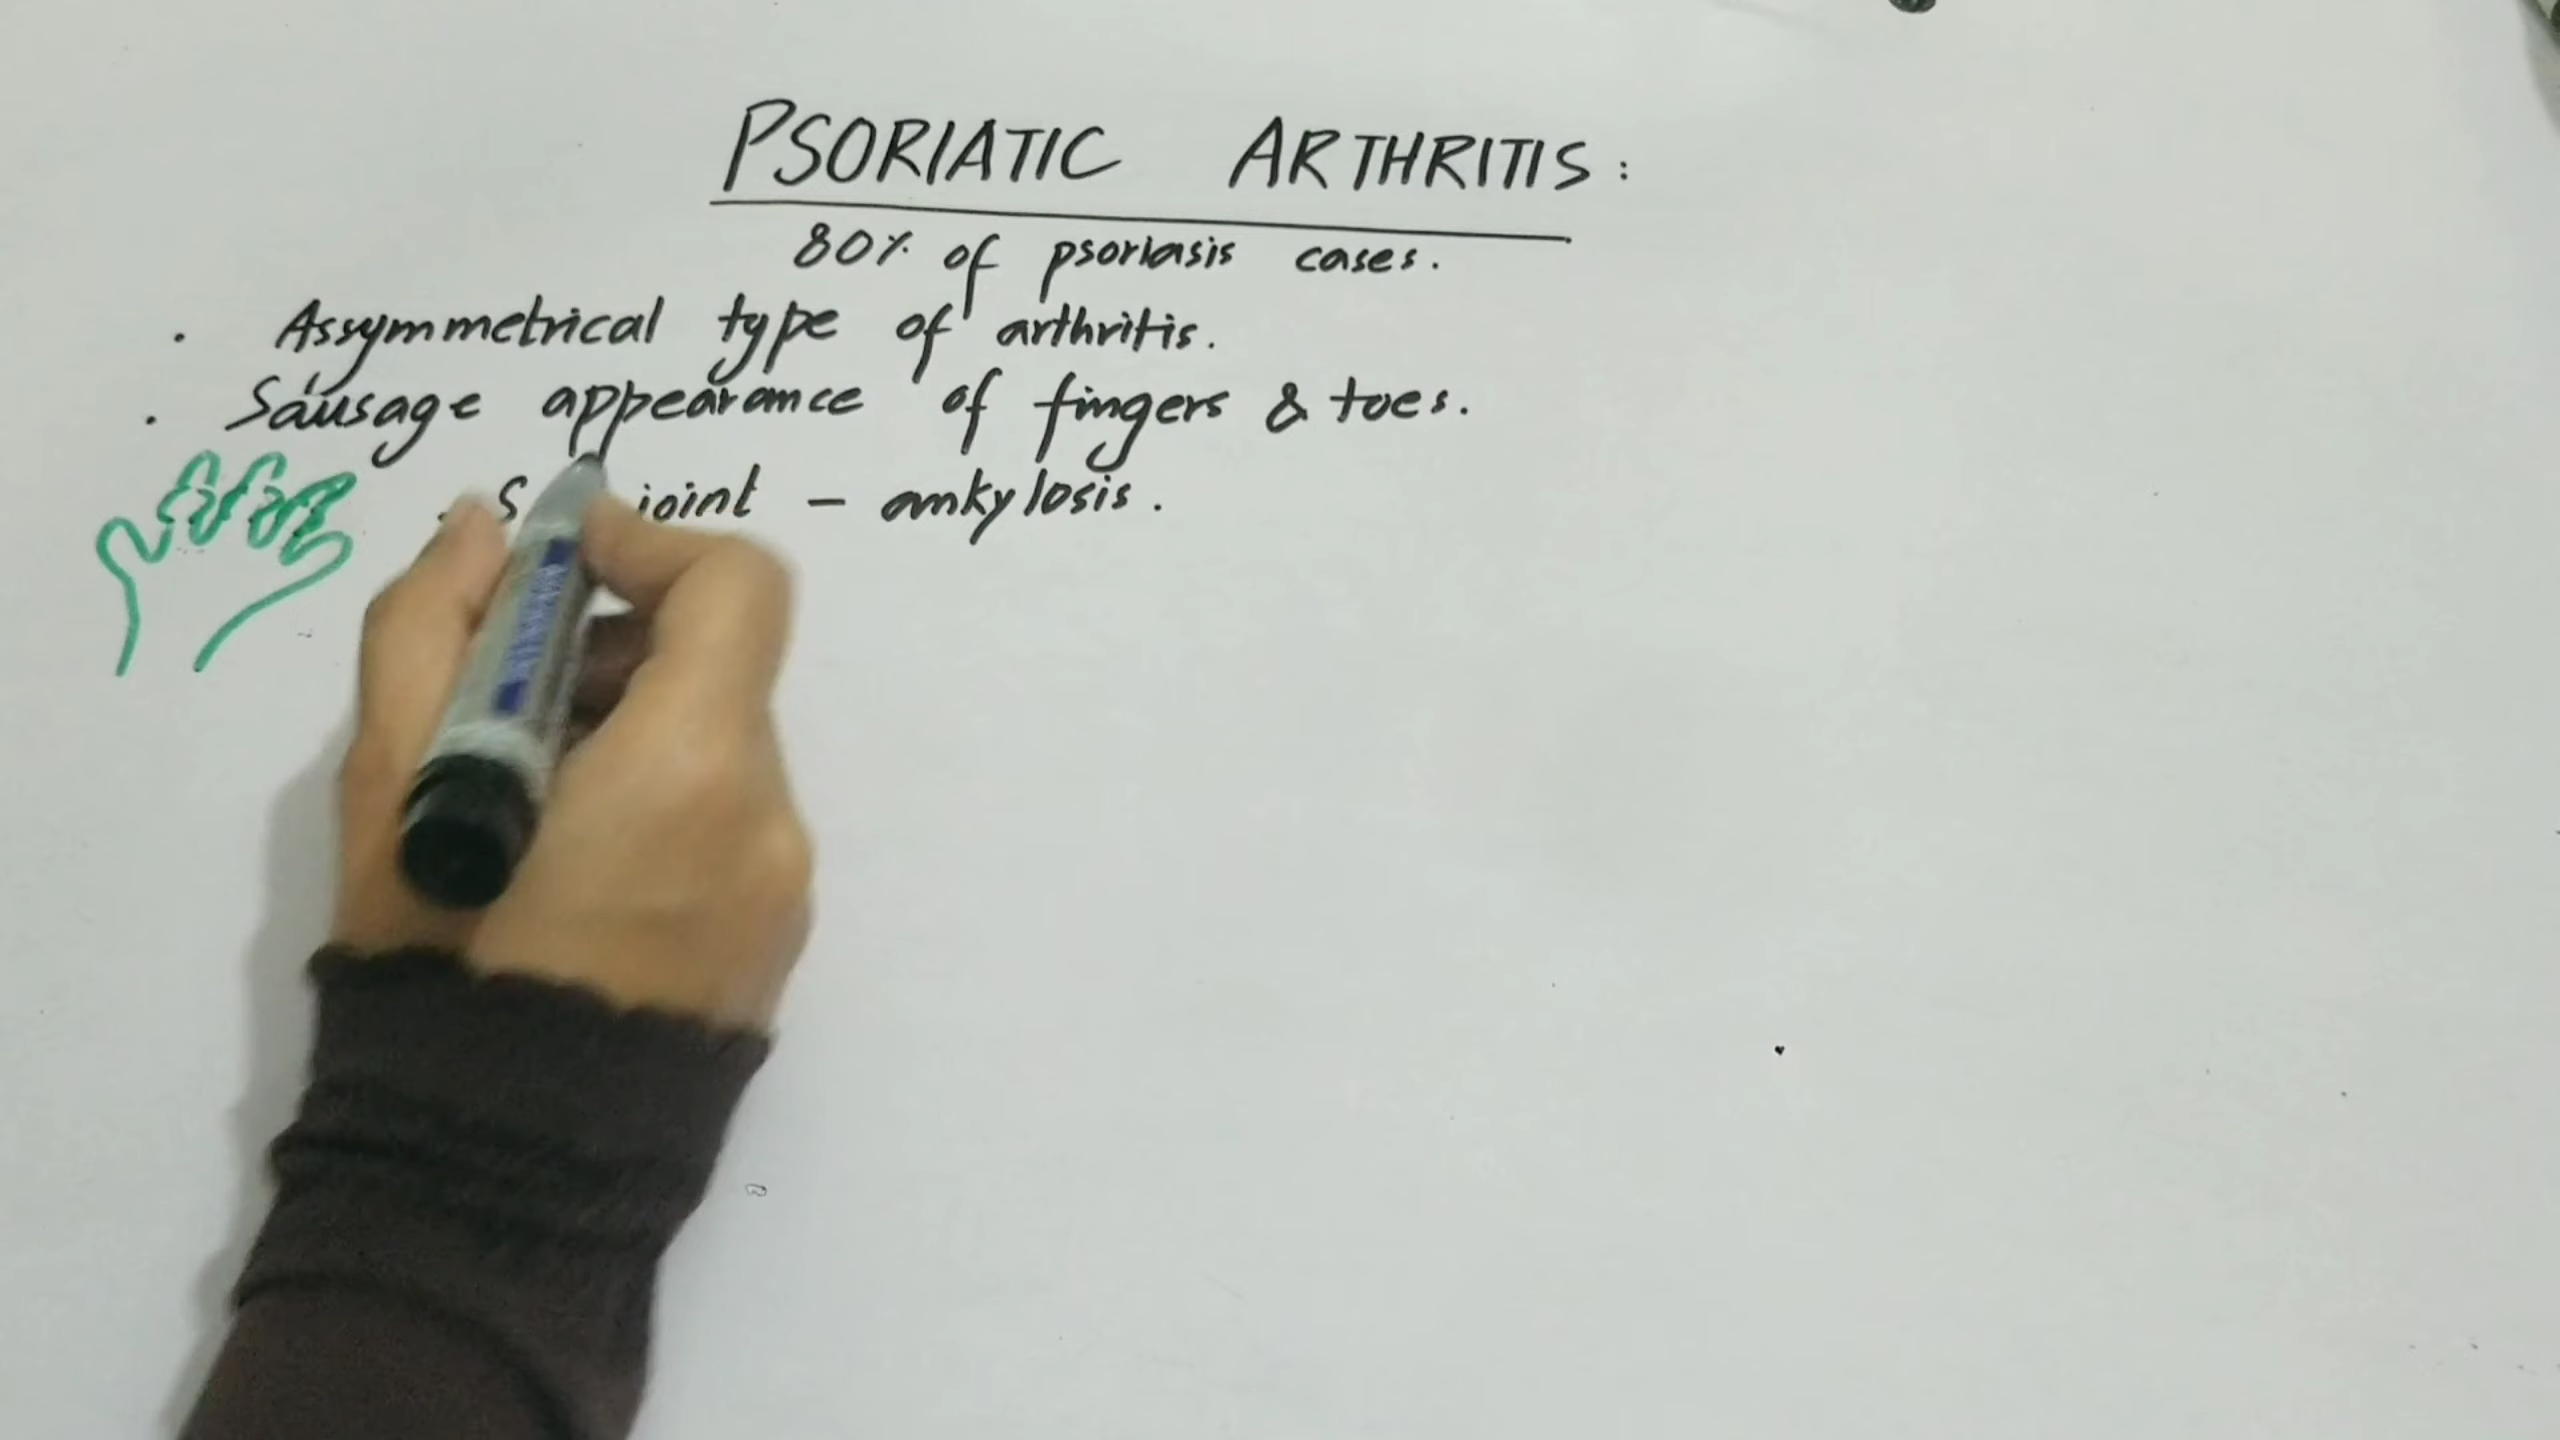 PSORIATIC ARTHRITIS:
80% of psoriasis cases.
. Assymmetrical type of arthritis.
. Sausage appearance of fingers & toes.
. S joint - ankylosis.